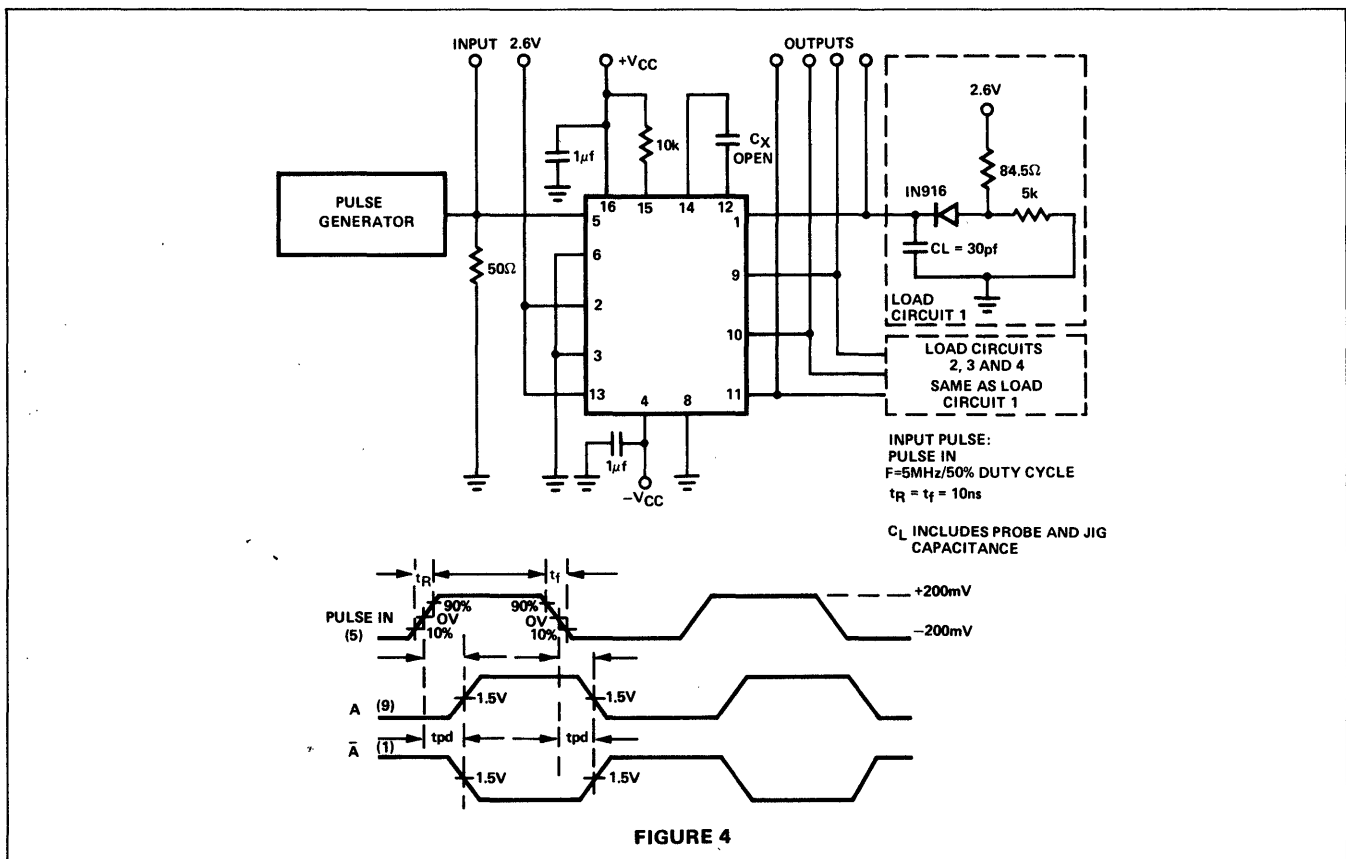 INPUT 2.6V
OUTPUTS
+VCC
2.6V
1µf
10k
CX
OPEN
84.5Ω
5k
IN916
PULSE
GENERATOR
16 15 14 12
5
1
CL = 30pf
50Ω
6
9
2
LOAD
CIRCUIT 1
10
3
LOAD CIRCUITS
2, 3 AND 4
SAME AS LOAD
CIRCUIT 1
13
4 8
11
1µf
−VCC
INPUT PULSE:
PULSE IN
F=5MHz/50% DUTY CYCLE
tR = tf = 10ns
CL INCLUDES PROBE AND JIG
CAPACITANCE
tR tf
+200mV
90% 90%
PULSE IN
(5)
OV OV
10% 10%
−200mV
A (9)
1.5V 1.5V
A̅ (1)
tpd tpd
1.5V 1.5V
FIGURE 4